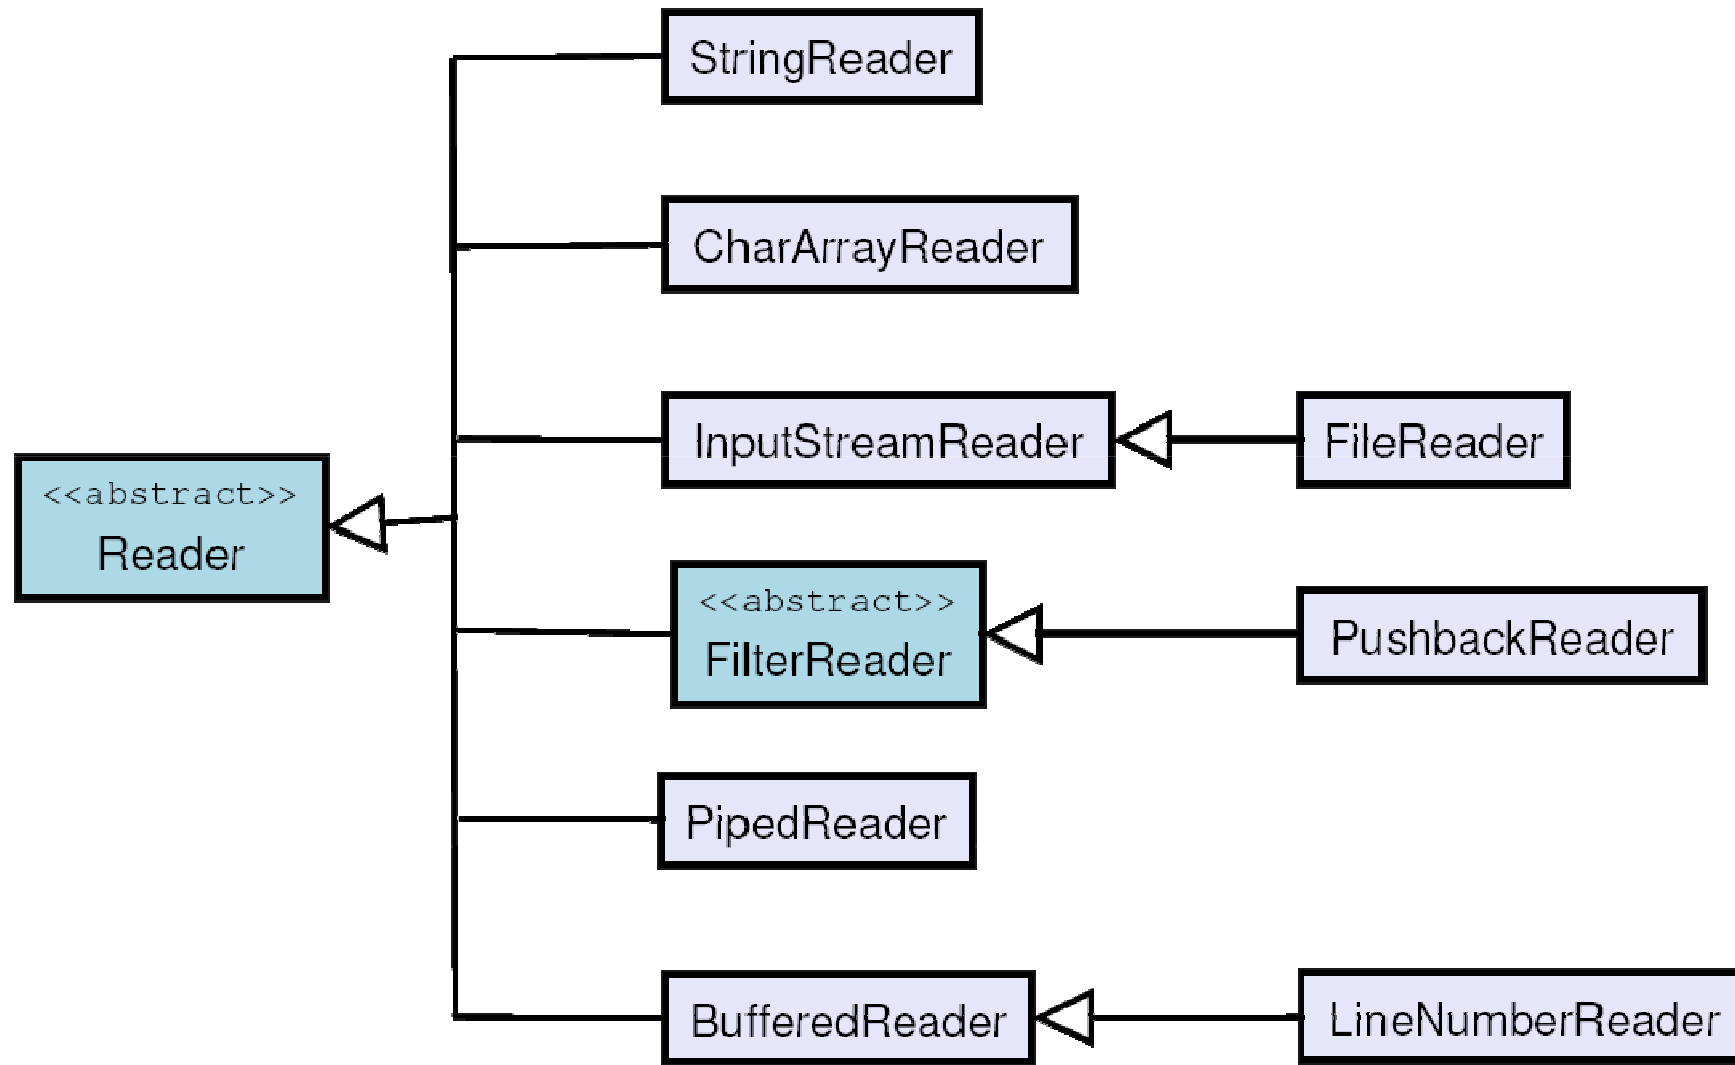 StringReader
CharArrayReader
InputStreamReader
FileReader
<<abstract>>
Reader
<<abstract>>
FilterReader
PushbackReader
PipedReader
BufferedReader
LineNumberReader